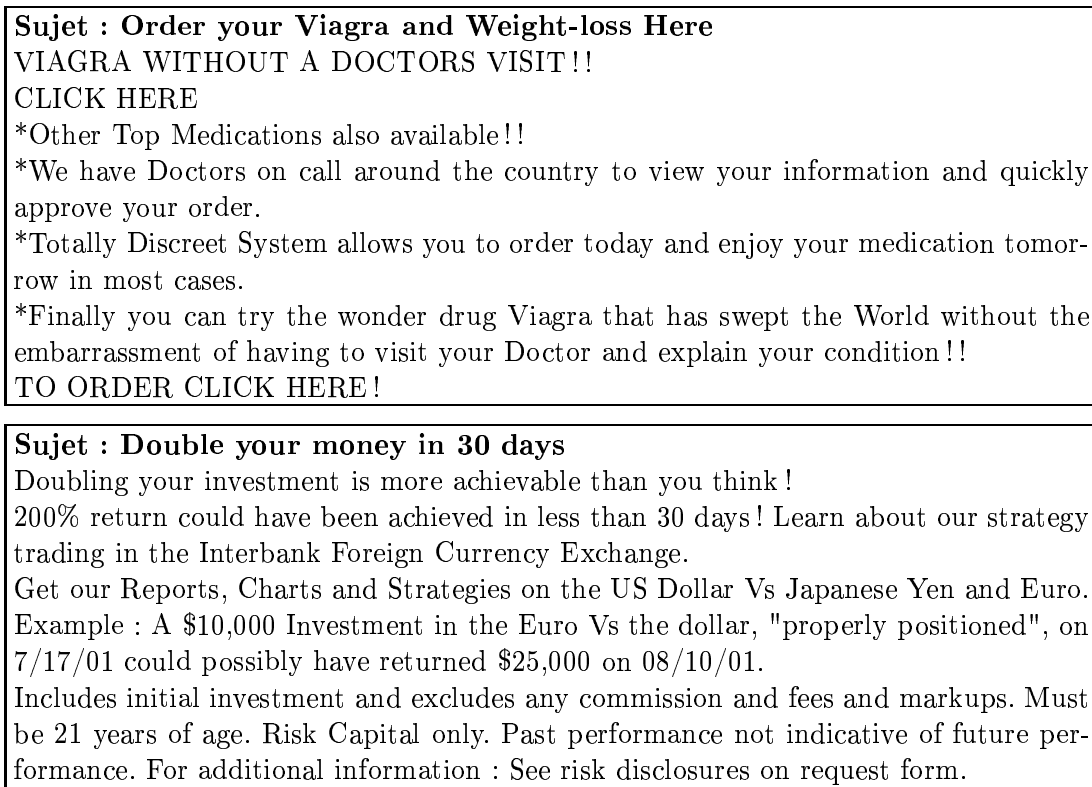 Sujet : Order your Viagra and Weight-loss Here
VIAGRA WITHOUT A DOCTORS VISIT !!
CLICK HERE
*Other Top Medications also available !!
*We have Doctors on call around the country to view your information and quickly
approve your order.
*Totally Discreet System allows you to order today and enjoy your medication tomor-
row in most cases.
*Finally you can try the wonder drug Viagra that has swept the World without the
embarrassment of having to visit your Doctor and explain your condition !!
TO ORDER CLICK HERE !
Sujet : Double your money in 30 days
Doubling your investment is more achievable than you think !
200% return could have been achieved in less than 30 days ! Learn about our strategy
trading in the Interbank Foreign Currency Exchange.
Get our Reports, Charts and Strategies on the US Dollar Vs Japanese Yen and Euro.
Example : A $10,000 Investment in the Euro Vs the dollar, "properly positioned", on
7/17/01 could possibly have returned $25,000 on 08/10/01.
Includes initial investment and excludes any commission and fees and markups. Must
be 21 years of age. Risk Capital only. Past performance not indicative of future per-
formance. For additional information : See risk disclosures on request form.